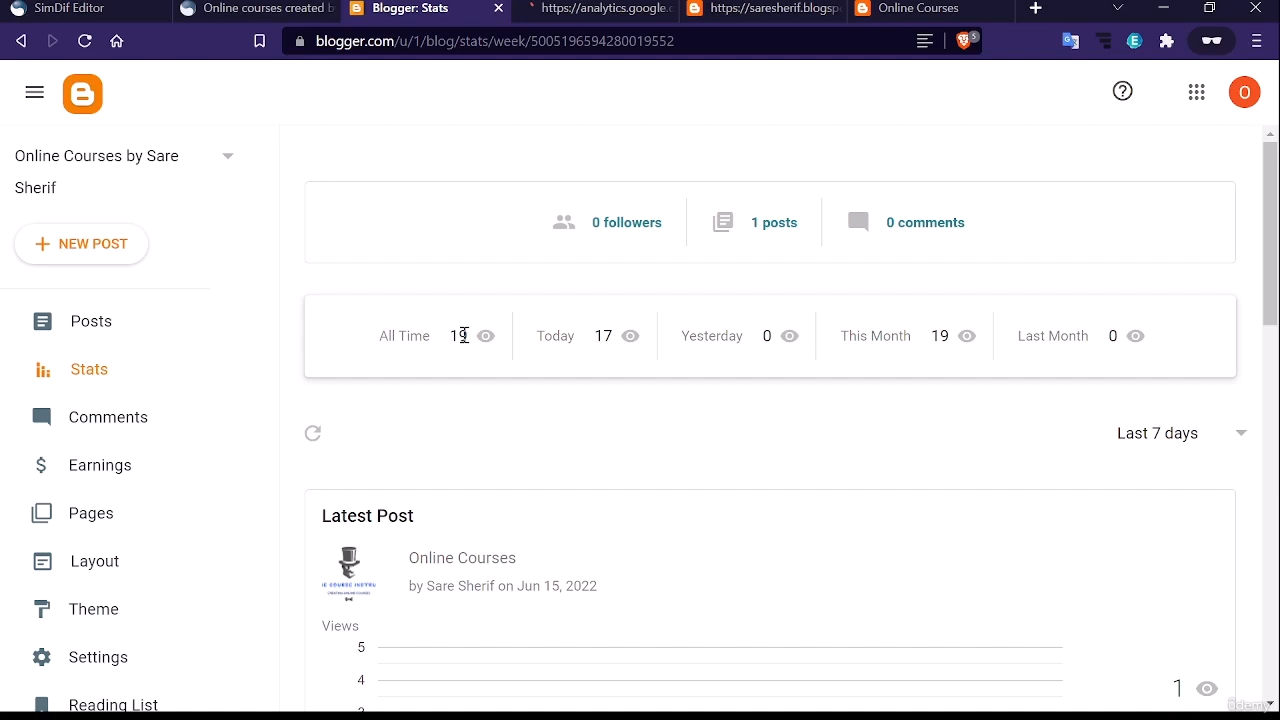 SimDif Editor
Online courses created b
Blogger: Stats
https://analytics.google.c
https://saresherif.blogsp
Online Courses
blogger.com/u/1/blog/stats/week/5005196594280019552
5
E
O
Online Courses by Sare
Sherif
NEW POST
Posts
Stats
Comments
Earnings
Pages
Layout
Theme
Settings
Reading List
0 followers
1 posts
0 comments
All Time 19
Today 17
Yesterday 0
This Month 19
Last Month 0
Last 7 days
Latest Post
Online Courses
by Sare Sherif on Jun 15, 2022
Views
5
4
1
ûdemy